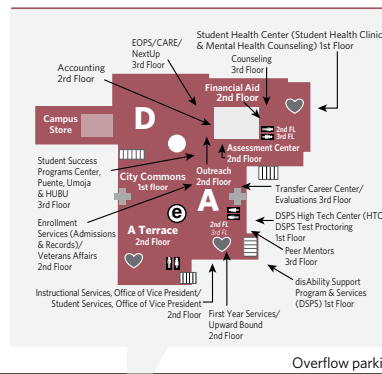 Student Health Center (Student Health Clinic
& Mental Health Counseling) 1st Floor
EOPS/CARE/
NextUp
3rd Floor
Counseling
3rd Floor
Accounting
2rd Floor
Financial Aid
2nd Floor
Campus
Store
D
2nd FL
3rd FL
Assessment Center
2nd Floor
Student Success
Programs Center,
Puente, Umoja
& HUBU
3rd Floor
City Commons
1st floor
Outreach
2nd Floor
Transfer Career Center/
Evaluations 3rd Floor
A
e
Enrollment
Services (Admissions
& Records)/
Veterans Affairs
2nd Floor
A Terrace
2nd Floor
2nd FL
3rd FL
DSPS High Tech Center (HTC
DSPS Test Proctoring
1st Floor
Peer Mentors
3rd Floor
disAbility Support
Program & Services
(DSPS) 1st Floor
Instructional Services, Office of Vice President/
Student Services, Office of Vice President
2nd Floor
First Year Services/
Upward Bound
2nd Floor
Overflow parki